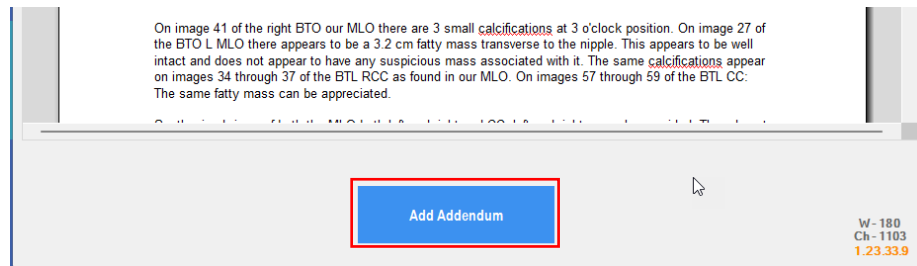 On image 41 of the right BTO our MLO there are 3 small calcifications at 3 o'clock position. On image 27 of
the BTO L MLO there appears to be a 3.2 cm fatty mass transverse to the nipple. This appears to be well
intact and does not appear to have any suspicious mass associated with it. The same calcifications appear
on images 34 through 37 of the BTL RCC as found in our MLO. On images 57 through 59 of the BTL CC:
The same fatty mass can be appreciated.
Add Addendum
W - 180
Ch - 1103
1.23.33.9